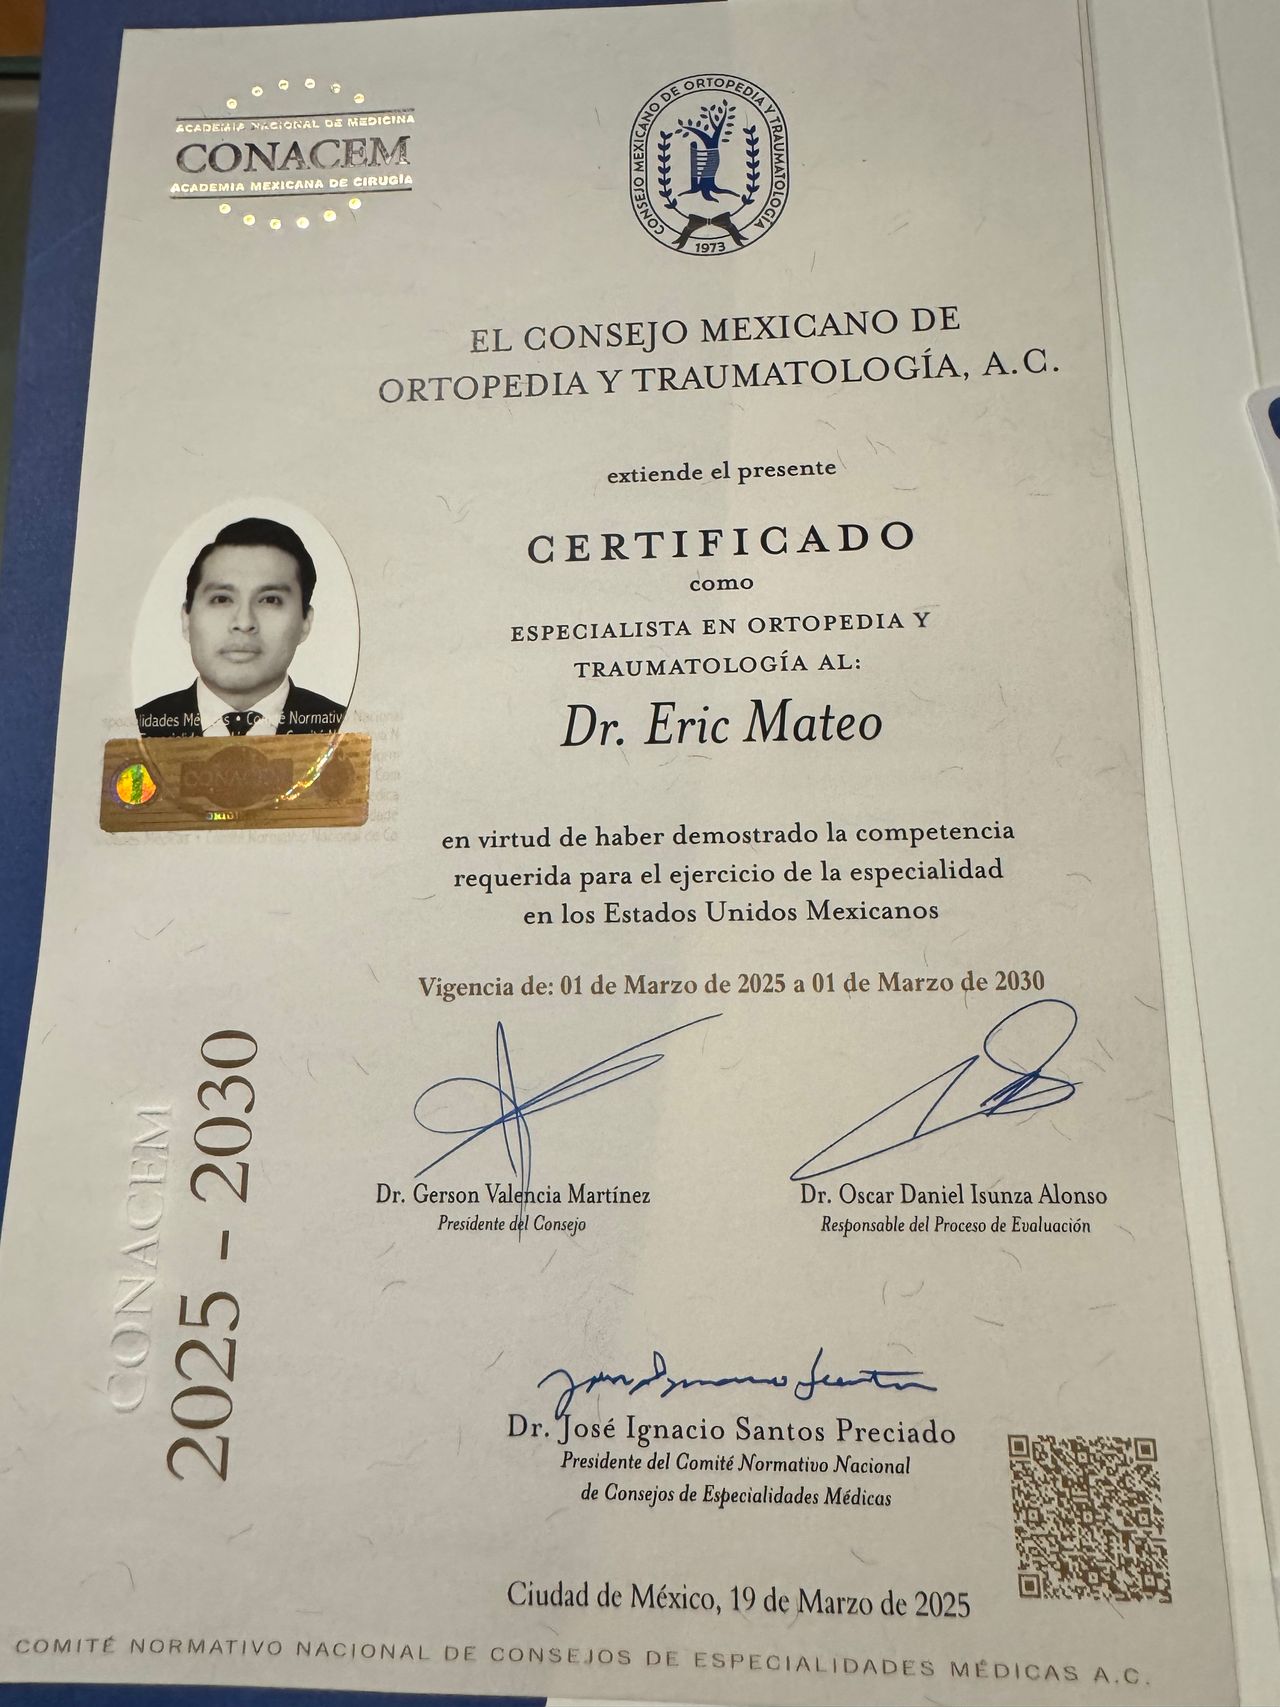 ACADEMIA NACIONAL DE MEDICINA
CONACEM
ACADEMIA MEXICANA DE CIRUGÍA
CONSEJO MEXICANO DE ORTOPEDIA Y TRAUMATOLOGÍA
1973
EL CONSEJO MEXICANO DE
ORTOPEDIA Y TRAUMATOLOGÍA, A.C.
extiende el presente
CERTIFICADO
como
ESPECIALISTA EN ORTOPEDIA Y
TRAUMATOLOGÍA AL:
Dr. Eric Mateo
CONACEM
en virtud de haber demostrado la competencia
requerida para el ejercicio de la especialidad
en los Estados Unidos Mexicanos
Vigencia de: 01 de Marzo de 2025 a 01 de Marzo de 2030
CONACEM
2025 - 2030
Dr. Gerson Valencia Martínez
Presidente del Consejo
Dr. Oscar Daniel Isunza Alonso
Responsable del Proceso de Evaluación
Dr. José Ignacio Santos Preciado
Presidente del Comité Normativo Nacional
de Consejos de Especialidades Médicas
Ciudad de México, 19 de Marzo de 2025
COMITÉ NORMATIVO NACIONAL DE CONSEJOS DE ESPECIALIDADES MÉDICAS A.C.